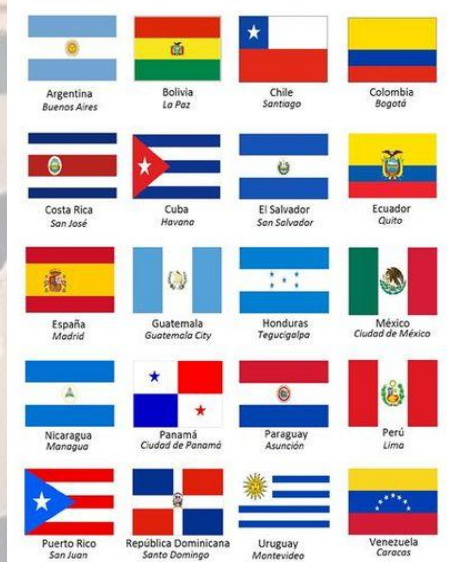 Argentina
Buenos Aires
Bolivia
La Paz
Chile
Santiago
Colombia
Bogotá
Costa Rica
San José
Cuba
Havana
El Salvador
San Salvador
Ecuador
Quito
España
Madrid
Guatemala
Guatemala City
Honduras
Tegucigalpa
México
Ciudad de México
Nicaragua
Managua
Panamá
Ciudad de Panamá
Paraguay
Asunción
Perú
Lima
Puerto Rico
San Juan
República Dominicana
Santo Domingo
Uruguay
Montevideo
Venezuela
Caracas